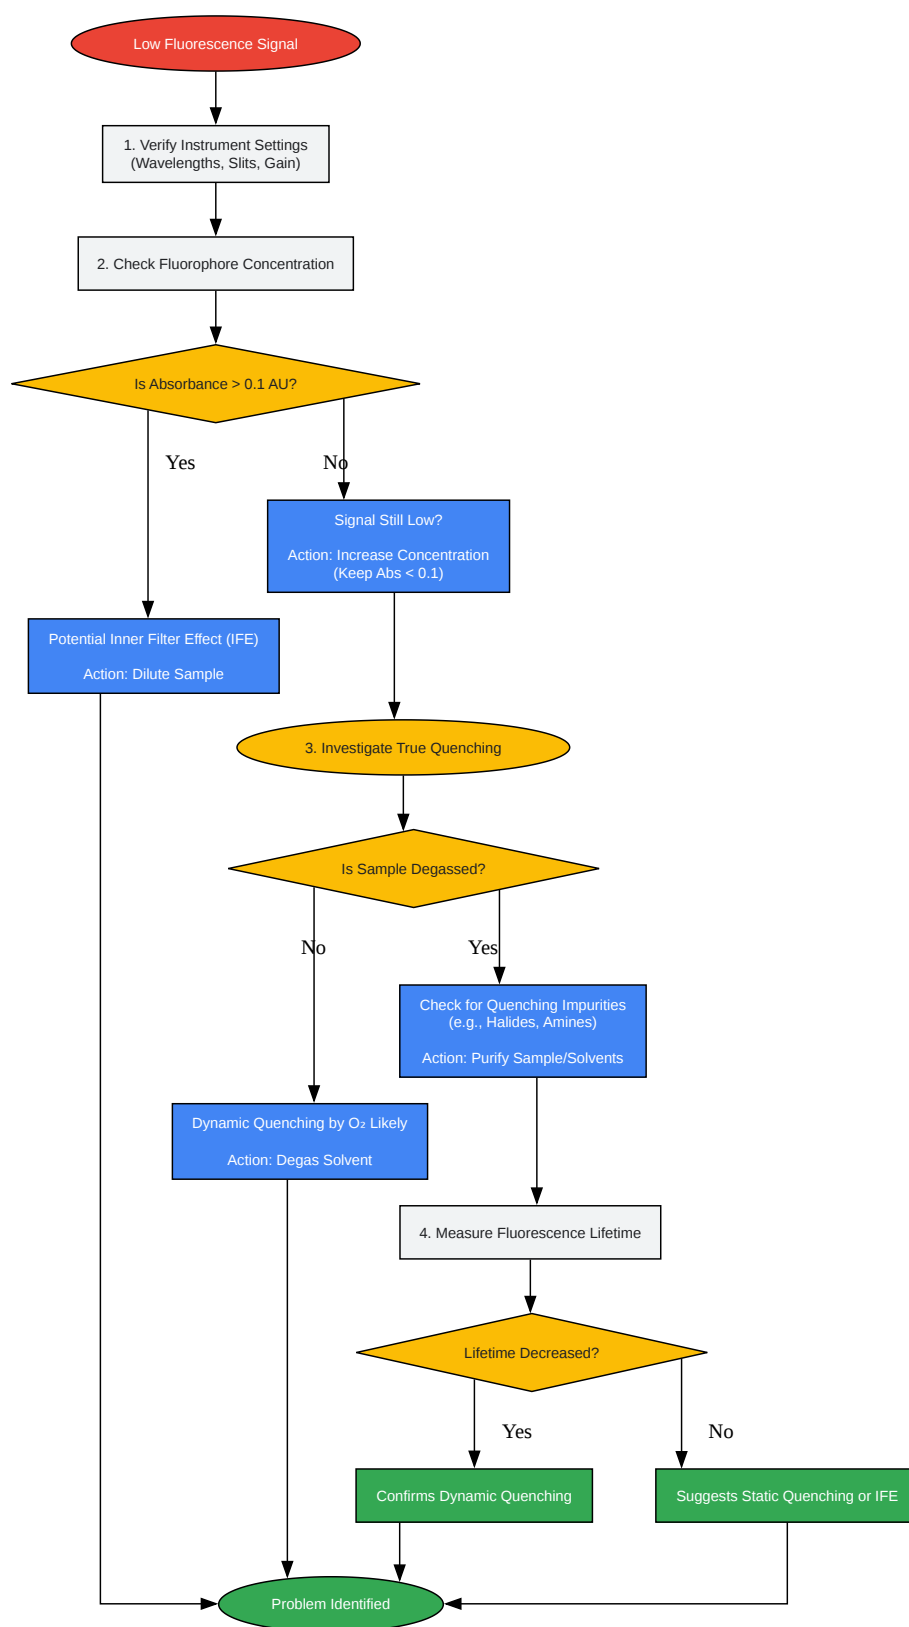 Low Fluorescence Signal
1. Verify Instrument Settings
(Wavelengths, Slits, Gain)
2. Check Fluorophore Concentration
Is Absorbance > 0.1 AU?
Yes
No
Signal Still Low?
Action: Increase Concentration
(Keep Abs < 0.1)
Potential Inner Filter Effect (IFE)
Action: Dilute Sample
3. Investigate True Quenching
Is Sample Degassed?
No
Yes
Check for Quenching Impurities
(e.g., Halides, Amines)
Action: Purify Sample/Solvents
Dynamic Quenching by O₂ Likely
Action: Degas Solvent
4. Measure Fluorescence Lifetime
Lifetime Decreased?
Yes
No
Confirms Dynamic Quenching
Suggests Static Quenching or IFE
Problem Identified